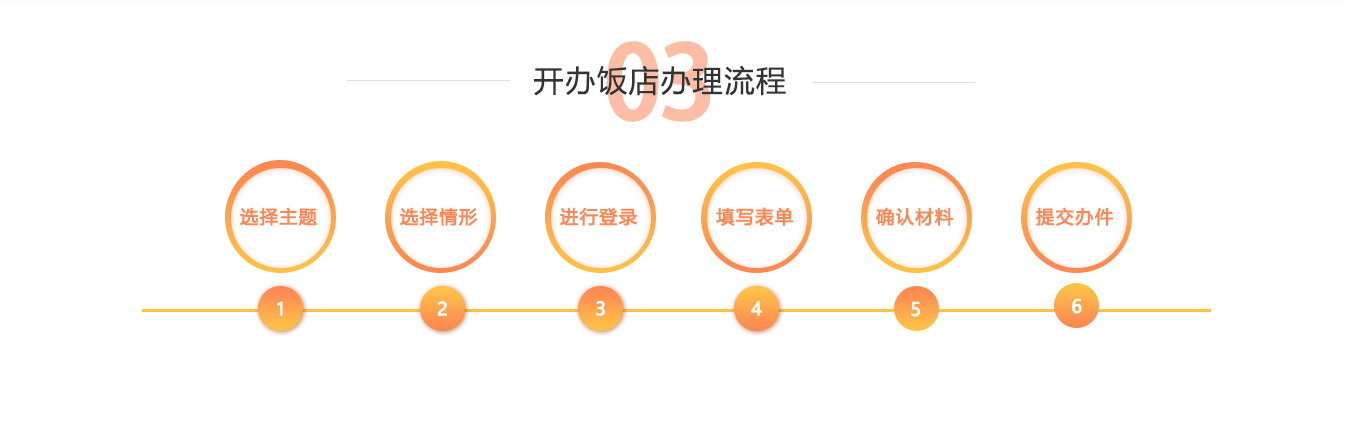 03
开办饭店办理流程
选择主题
选择情形
进行登录
填写表单
确认材料
提交办件
1
2
3
4
5
6